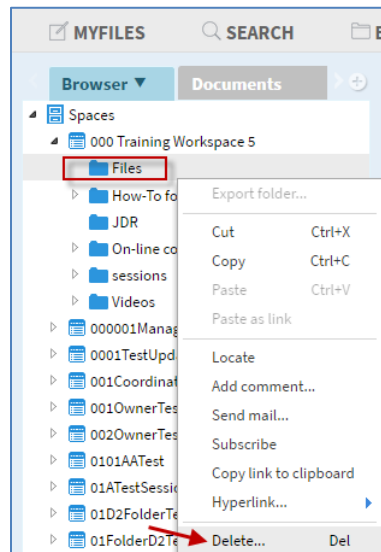 MYFILES
SEARCH
Browser ▼
Documents
Spaces
000 Training Workspace 5
Files
How-To fo
JDR
On-line co
sessions
Videos
000001Manag
0001TestUpd
001Coordinat
001OwnerTes
002OwnerTes
0101AATest
01ATestSessio
01D2FolderTe
01FolderD2Te
Export folder...
Cut Ctrl+X
Copy Ctrl+C
Paste Ctrl+V
Paste as link
Locate
Add comment...
Send mail...
Subscribe
Copy link to clipboard
Hyperlink...
Delete... Del